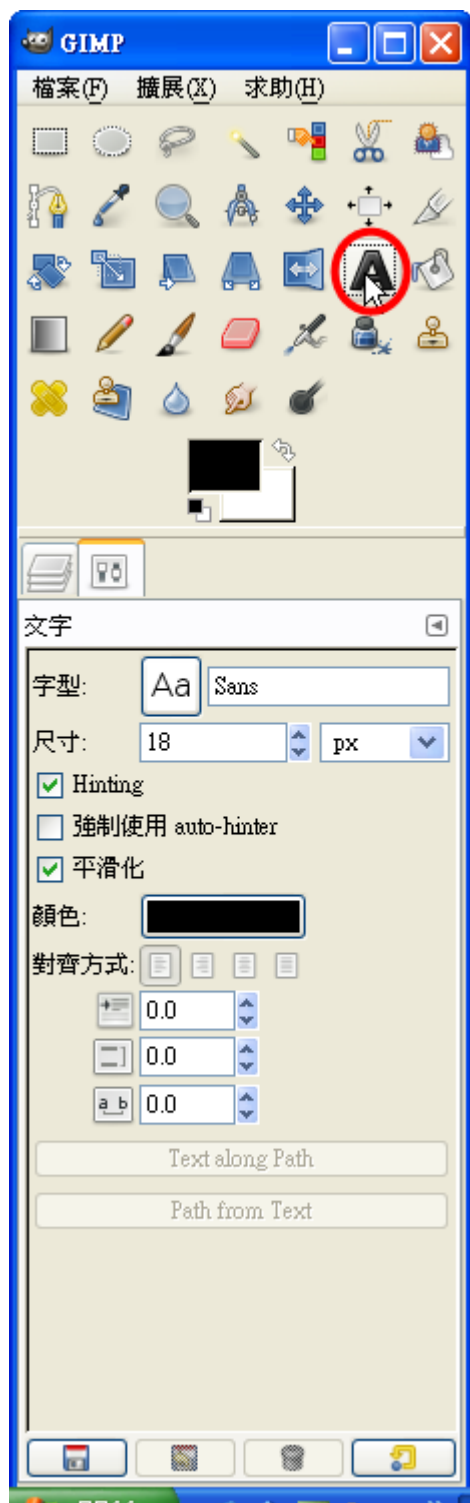 GIMP
檔案(F) 擴展(X) 求助(H)
A
文字
字型: Aa Sans
尺寸: 18 px
Hinting
強制使用 auto-hinter
平滑化
顏色:
對齊方式:
0.0
0.0
a b 0.0
Text along Path
Path from Text